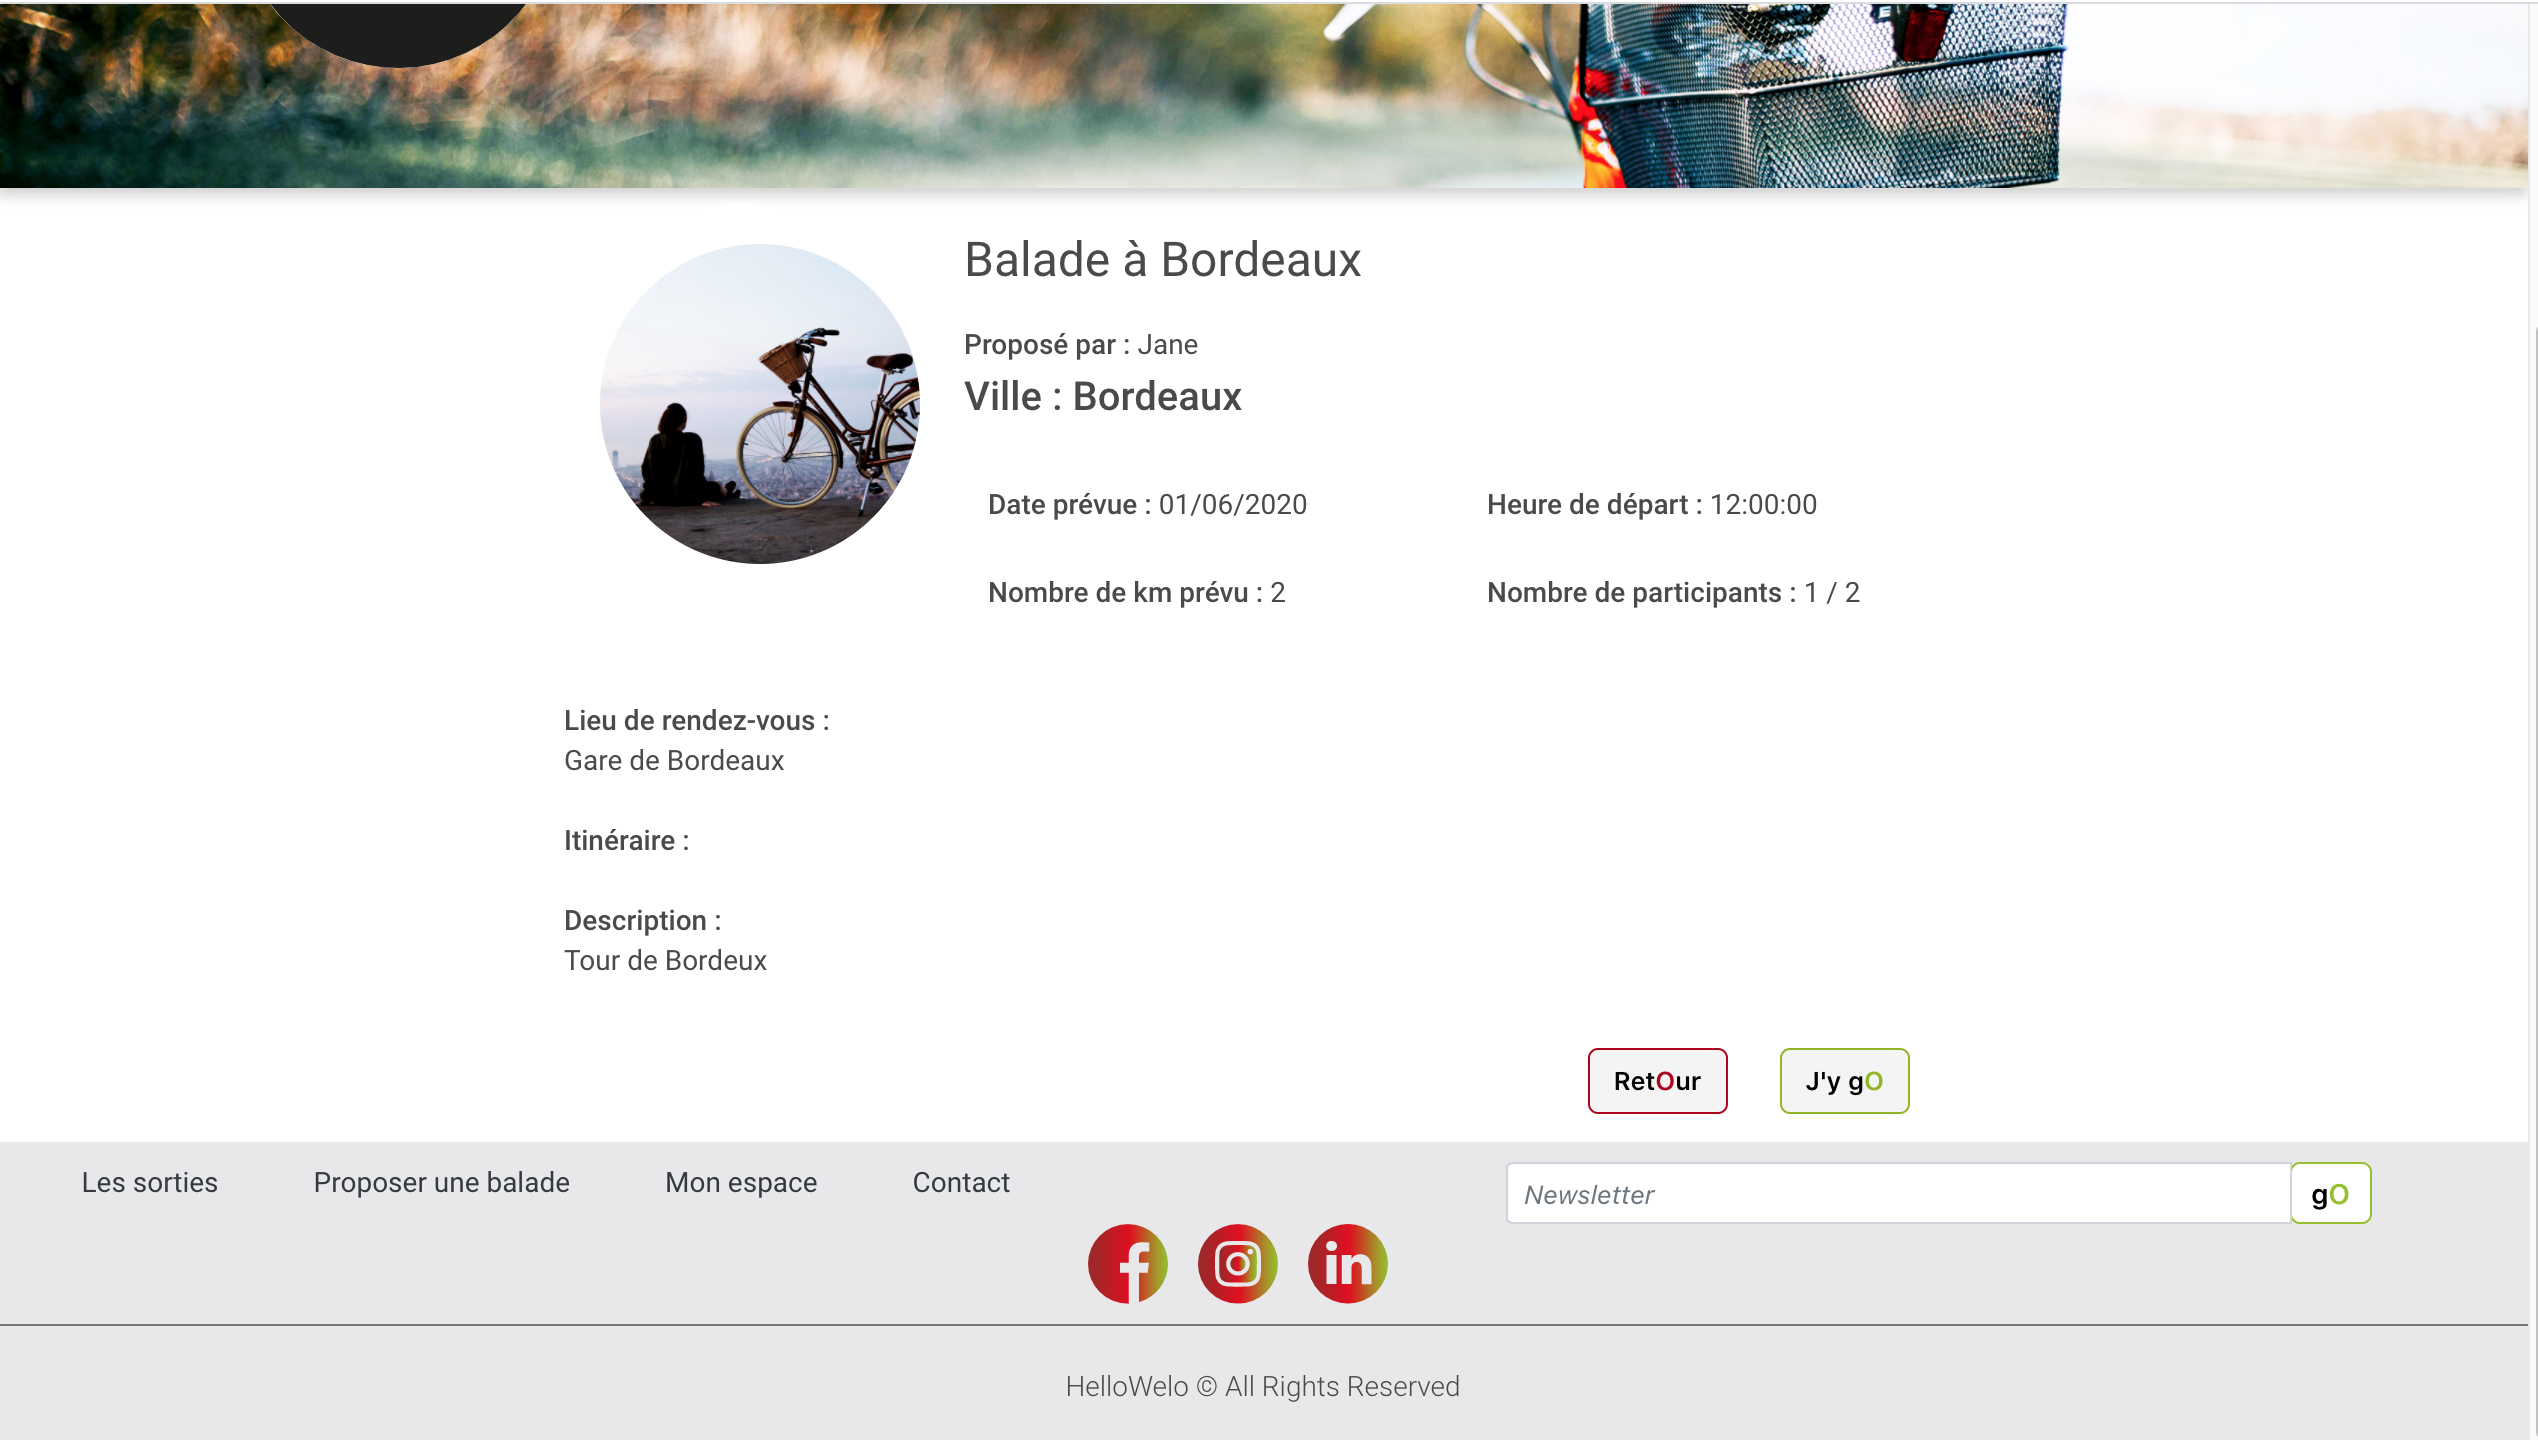 Balade à Bordeaux
Proposé par : Jane
Ville : Bordeaux
Date prévue : 01/06/2020
Heure de départ : 12:00:00
Nombre de km prévu : 2
Nombre de participants : 1 / 2
Lieu de rendez-vous :
Gare de Bordeaux
Itinéraire :
Description :
Tour de Bordeux
RetOur
J'y gO
Les sorties
Proposer une balade
Mon espace
Contact
Newsletter
gO
f
in
HelloWelo © All Rights Reserved